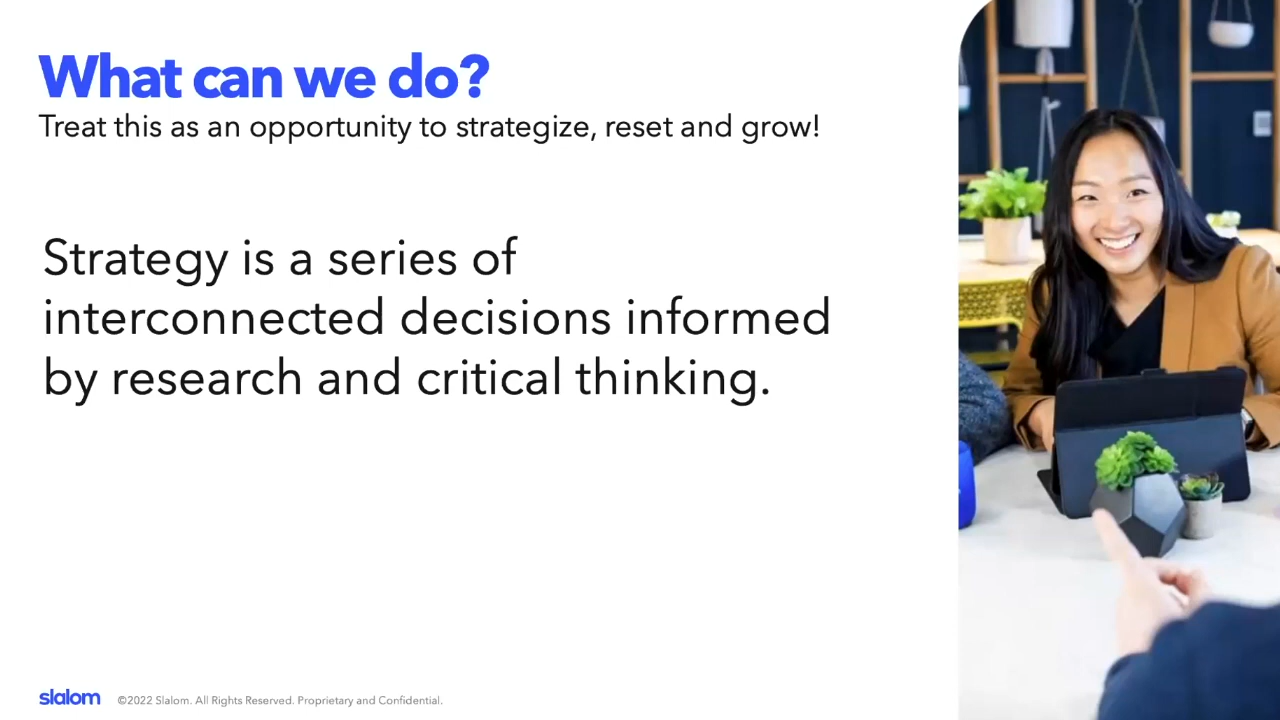 What can we do?
Treat this as an opportunity to strategize, reset and grow!
Strategy is a series of
interconnected decisions informed
by research and critical thinking.
slalom ©2022 Slalom. All Rights Reserved. Proprietary and Confidential.